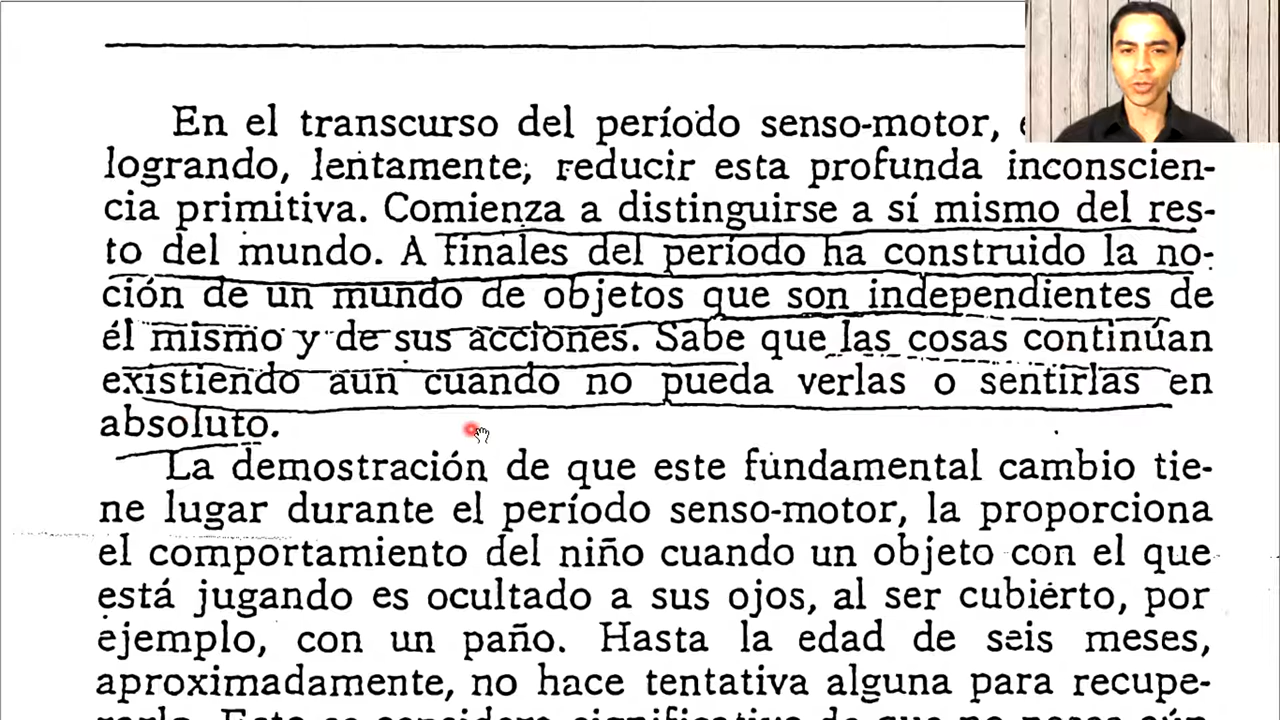 En el transcurso del período senso-motor,
logrando, lentamente, reducir esta profunda inconscien-
cia primitiva. Comienza a distinguirse a sí mismo del res-
to del mundo. A finales del período ha construido la no-
ción de un mundo de objetos que son independientes de
él mismo y de sus acciones. Sabe que las cosas continúan
existiendo aun cuando no pueda verlas o sentirlas en
absoluto.
La demostración de que este fundamental cambio tie-
ne lugar durante el período senso-motor, la proporciona
el comportamiento del niño cuando un objeto con el que
está jugando es ocultado a sus ojos, al ser cubierto, por
ejemplo, con un paño. Hasta la edad de seis meses,
aproximadamente, no hace tentativa alguna para recupe-